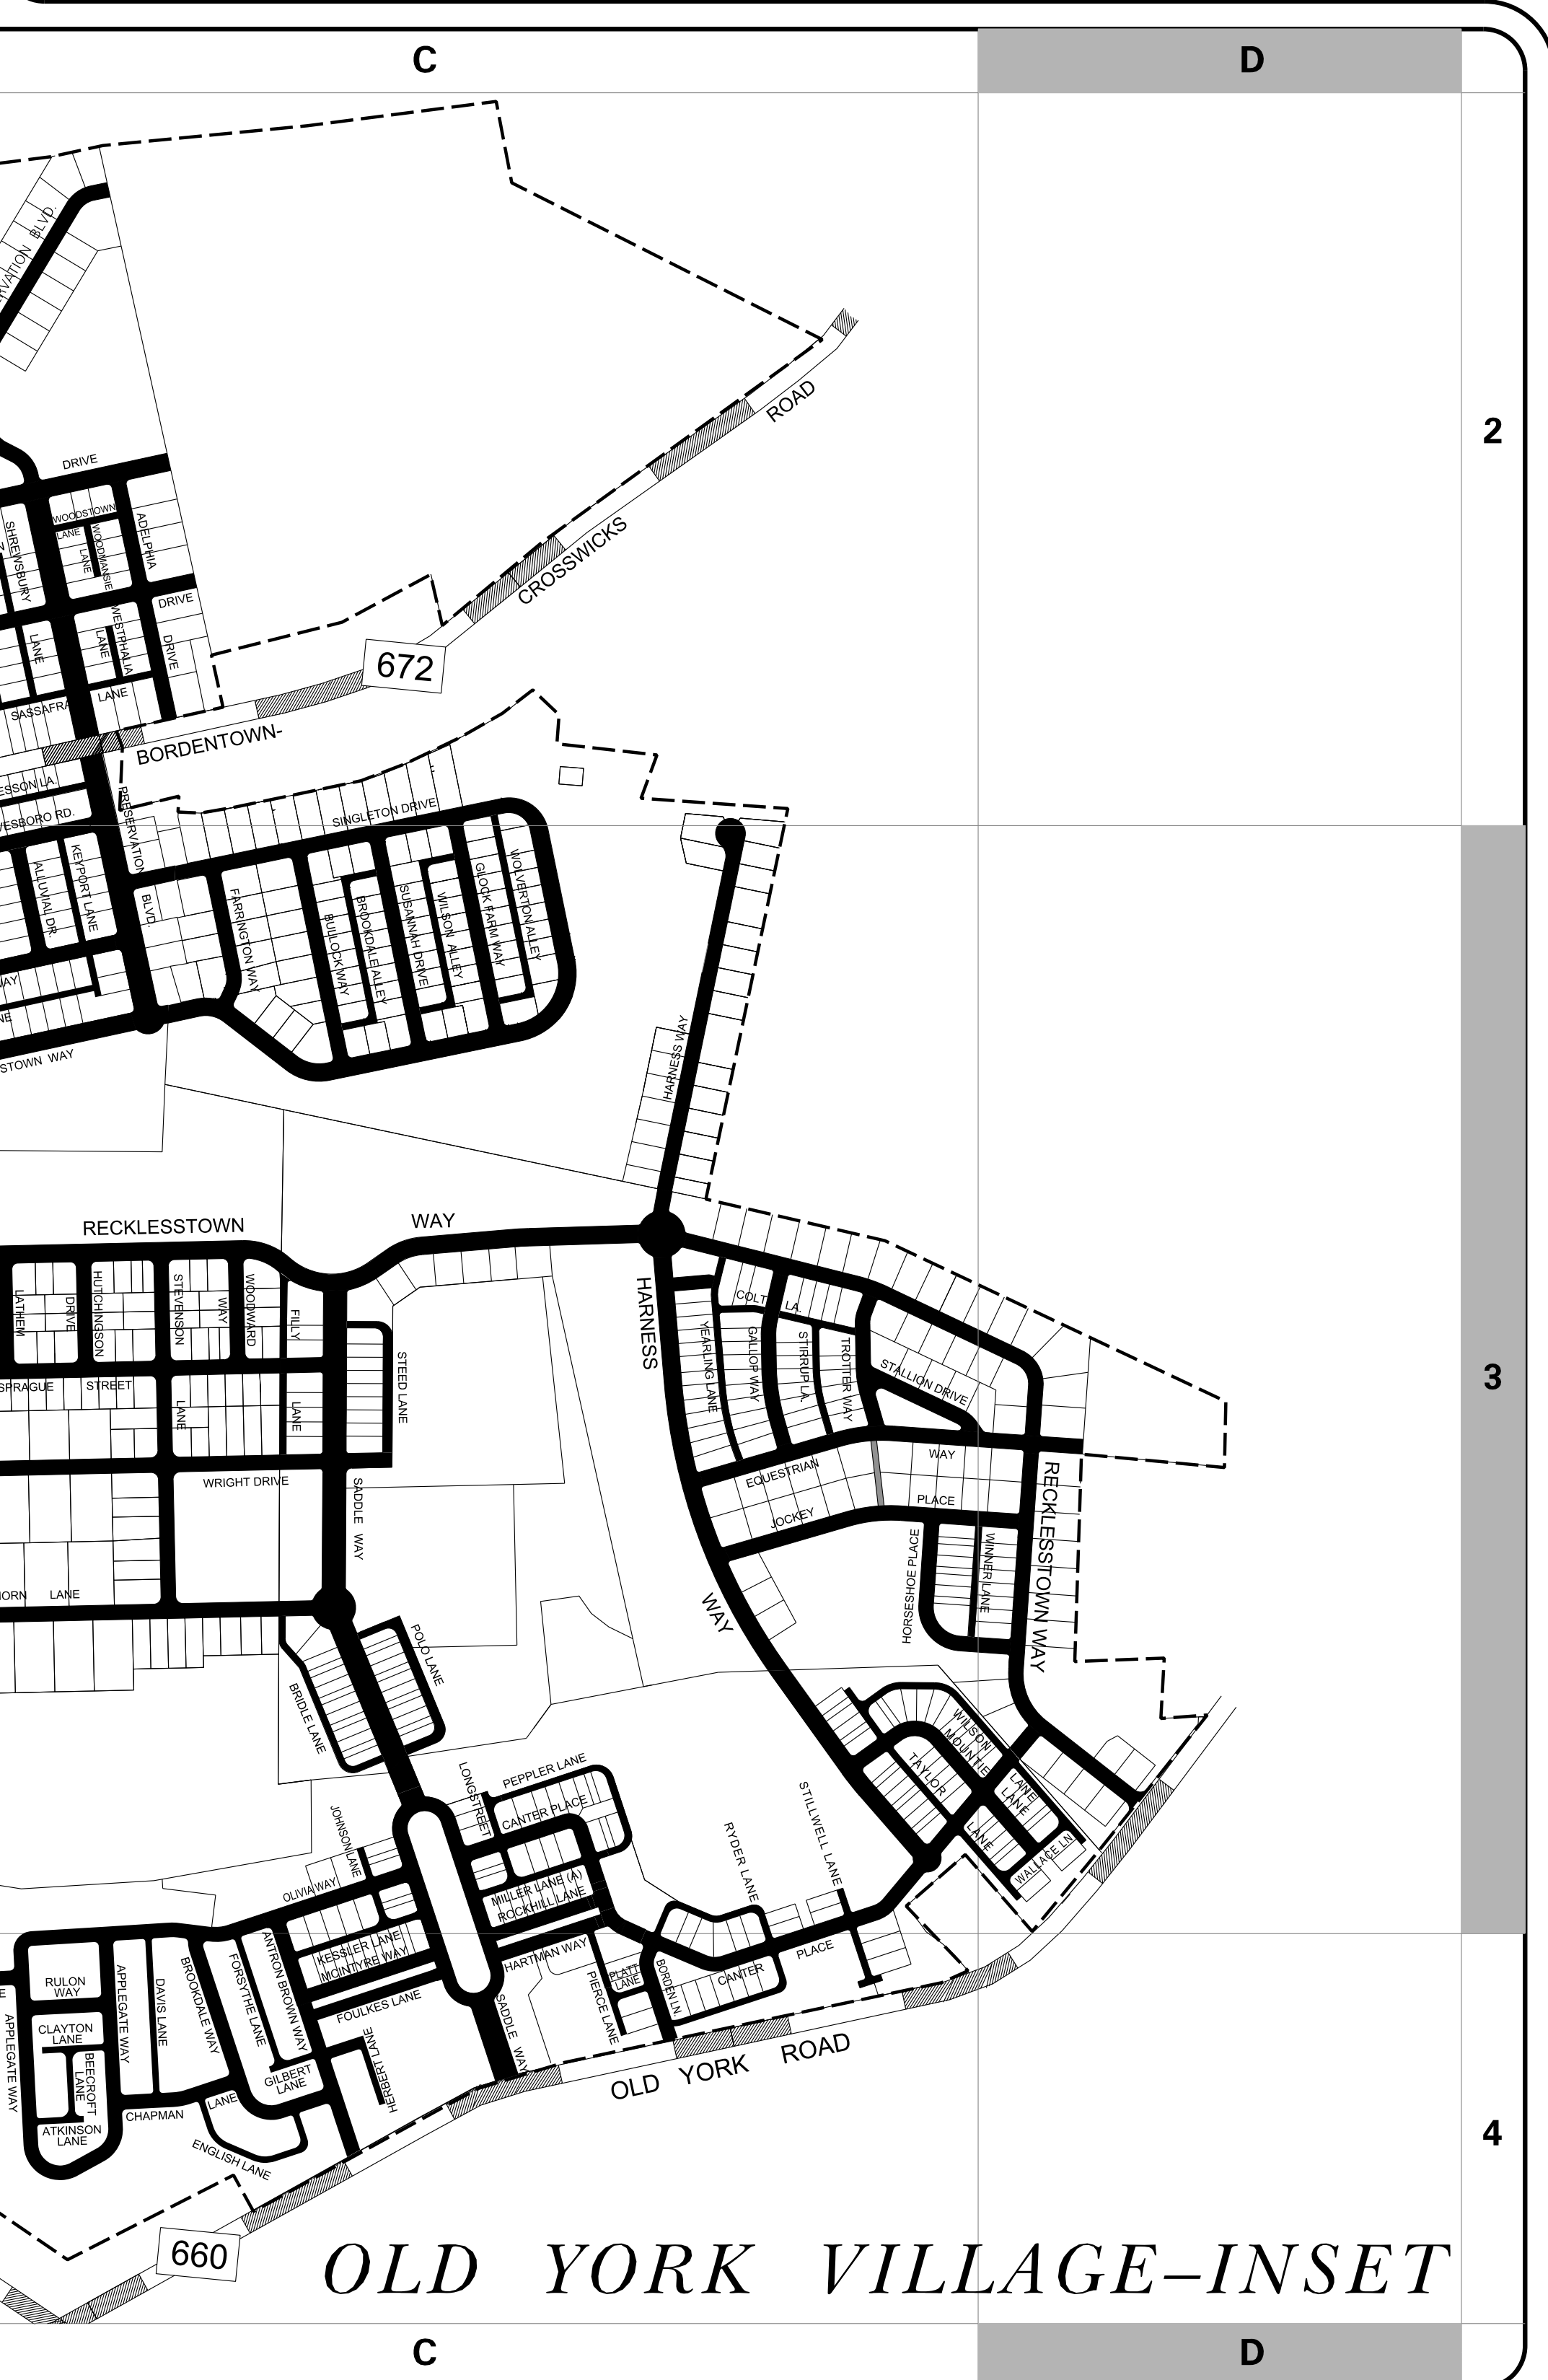 C
D
2
BLVD.
DRIVE
WOODSTOWN
LANE
WOODMANSIE
LANE
SHREWSBURY
LANE
ADELPHIA
DRIVE
WESTPHALIA
LANE
DRIVE
LANE
ROAD
CROSSWICKS
672
BORDENTOWN-
PRESERVATION
BLVD.
SINGLETON DRIVE
ALLUVIAL DR.
KEYPORT LANE
FARRINGTON WAY
BULLOCK WAY
BROOKDALE ALLEY
SUSANNAH DRIVE
WILSON ALLEY
GLOCK FARM WAY
WOLVERTON ALLEY
HARNESS WAY
RECKLESSTOWN
WAY
LATHEM
DRIVE
HUTCHINGSON
STEVENSON
WAY
WOODWARD
FILLY
SPRAGUE
STREET
LANE
LANE
STEED LANE
WRIGHT DRIVE
SADDLE WAY
LANE
3
HARNESS
WAY
COLT
LA.
YEARLING LANE
GALLOP WAY
STIRRUP LA.
TROTTER WAY
STALLION DRIVE
EQUESTRIAN
WAY
JOCKEY
PLACE
HORSESHOE PLACE
WINNER LANE
RECKLESSTOWN WAY
BRIDLE LANE
POLO LANE
WILSON
LANE
MOUNTIE
LANE
TAYLOR
LANE
WALLACE LN
LONGSTREET
PEPPLER LANE
CANTER PLACE
JOHNSON LANE
OLIVIA WAY
MILLER LANE (A)
ROCKHILL LANE
HARTMAN WAY
RYDER LANE
STILLWELL LANE
KESSLER LANE
MCINTYRE WAY
FOULKES LANE
PIERCE LANE
PLATT
LANE
BORDEN LN.
CANTER
PLACE
SADDLE WAY
RULON
WAY
CLAYTON
LANE
BEECROFT
LANE
ATKINSON
LANE
APPLEGATE WAY
APPLEGATE WAY
DAVIS LANE
BROOKDALE WAY
FORSYTHE LANE
ANTRON BROWN WAY
GILBERT
LANE
HERBERT LANE
CHAPMAN
LANE
ENGLISH LANE
OLD YORK ROAD
4
660
OLD YORK VILLAGE–INSET
C
D